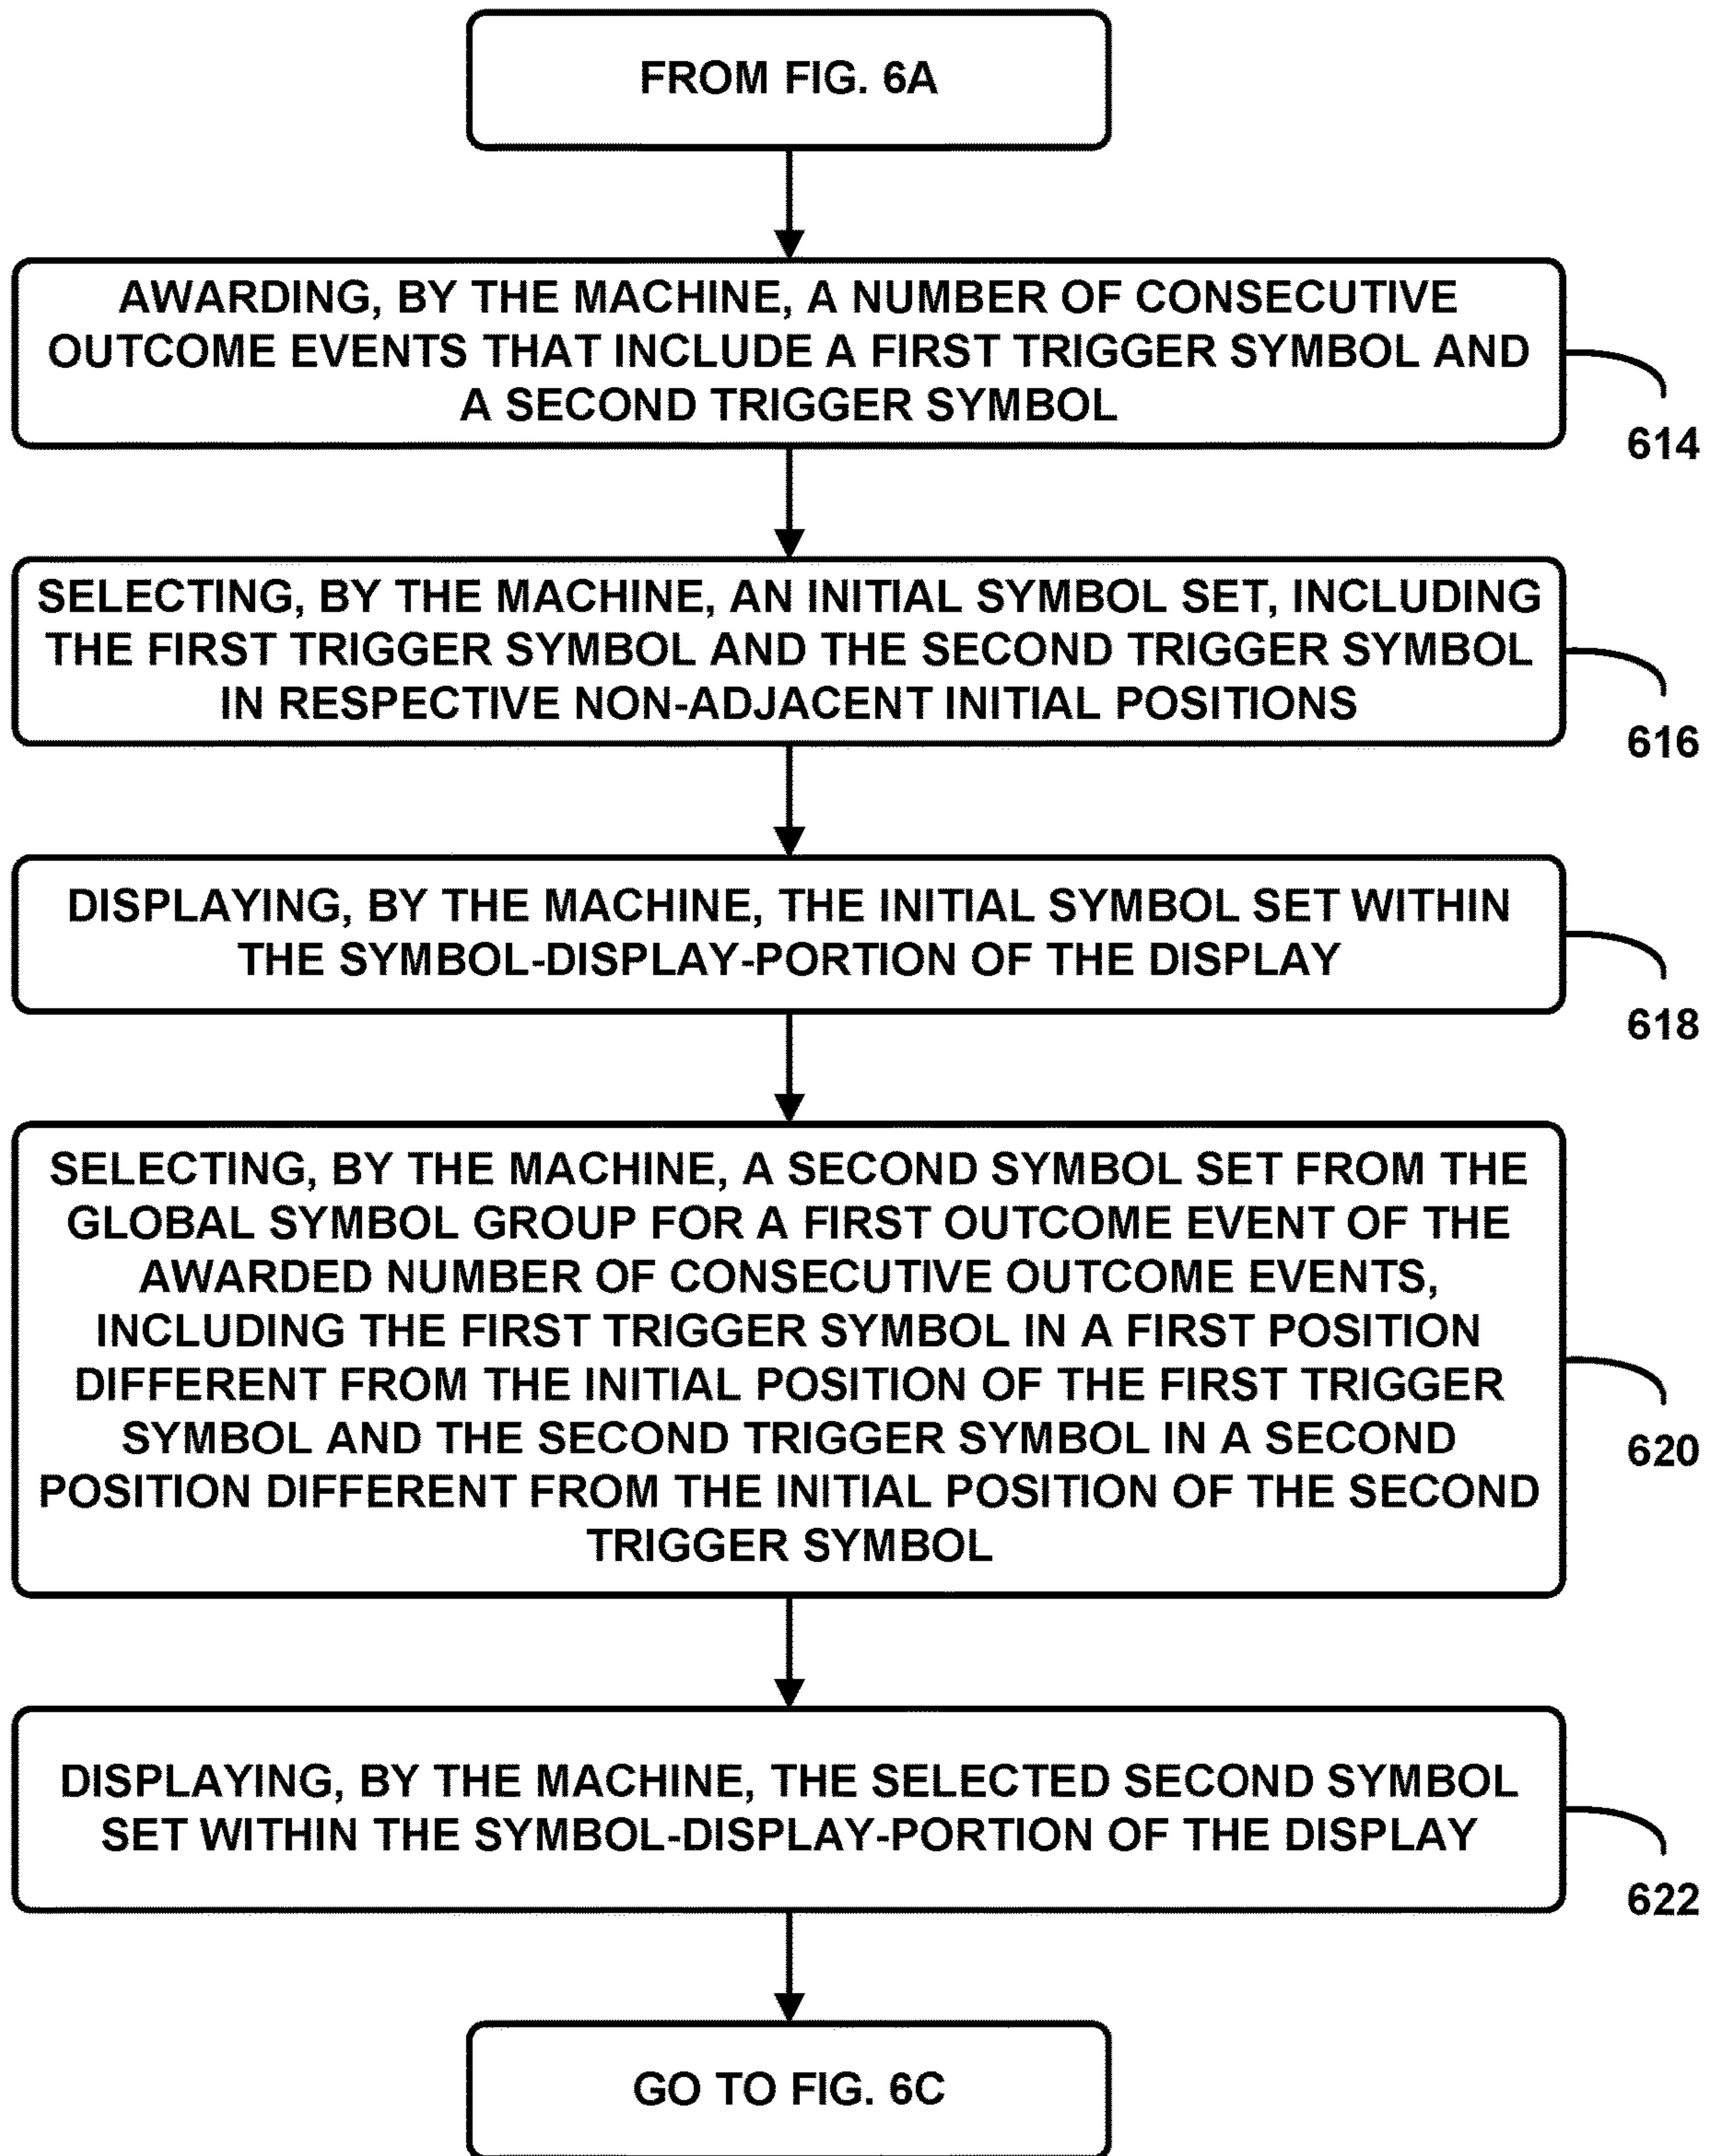 FROM FIG. 6A
AWARDING, BY THE MACHINE, A NUMBER OF CONSECUTIVE
OUTCOME EVENTS THAT INCLUDE A FIRST TRIGGER SYMBOL AND
A SECOND TRIGGER SYMBOL
614
SELECTING, BY THE MACHINE, AN INITIAL SYMBOL SET, INCLUDING
THE FIRST TRIGGER SYMBOL AND THE SECOND TRIGGER SYMBOL
IN RESPECTIVE NON-ADJACENT INITIAL POSITIONS
616
DISPLAYING, BY THE MACHINE, THE INITIAL SYMBOL SET WITHIN
THE SYMBOL-DISPLAY-PORTION OF THE DISPLAY
618
SELECTING, BY THE MACHINE, A SECOND SYMBOL SET FROM THE
GLOBAL SYMBOL GROUP FOR A FIRST OUTCOME EVENT OF THE
AWARDED NUMBER OF CONSECUTIVE OUTCOME EVENTS,
INCLUDING THE FIRST TRIGGER SYMBOL IN A FIRST POSITION
DIFFERENT FROM THE INITIAL POSITION OF THE FIRST TRIGGER
SYMBOL AND THE SECOND TRIGGER SYMBOL IN A SECOND
POSITION DIFFERENT FROM THE INITIAL POSITION OF THE SECOND
TRIGGER SYMBOL
620
DISPLAYING, BY THE MACHINE, THE SELECTED SECOND SYMBOL
SET WITHIN THE SYMBOL-DISPLAY-PORTION OF THE DISPLAY
622
GO TO FIG. 6C